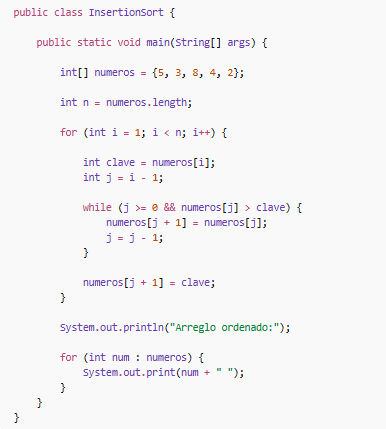 public class InsertionSort {
public static void main(String[] args) {
int[] numeros = {5, 3, 8, 4, 2};
int n = numeros.length;
for (int i = 1; i < n; i++) {
int clave = numeros[i];
int j = i - 1;
while (j >= 0 && numeros[j] > clave) {
numeros[j + 1] = numeros[j];
j = j - 1;
}
numeros[j + 1] = clave;
}
System.out.println("Arreglo ordenado:");
for (int num : numeros) {
System.out.print(num + " ");
}
}
}